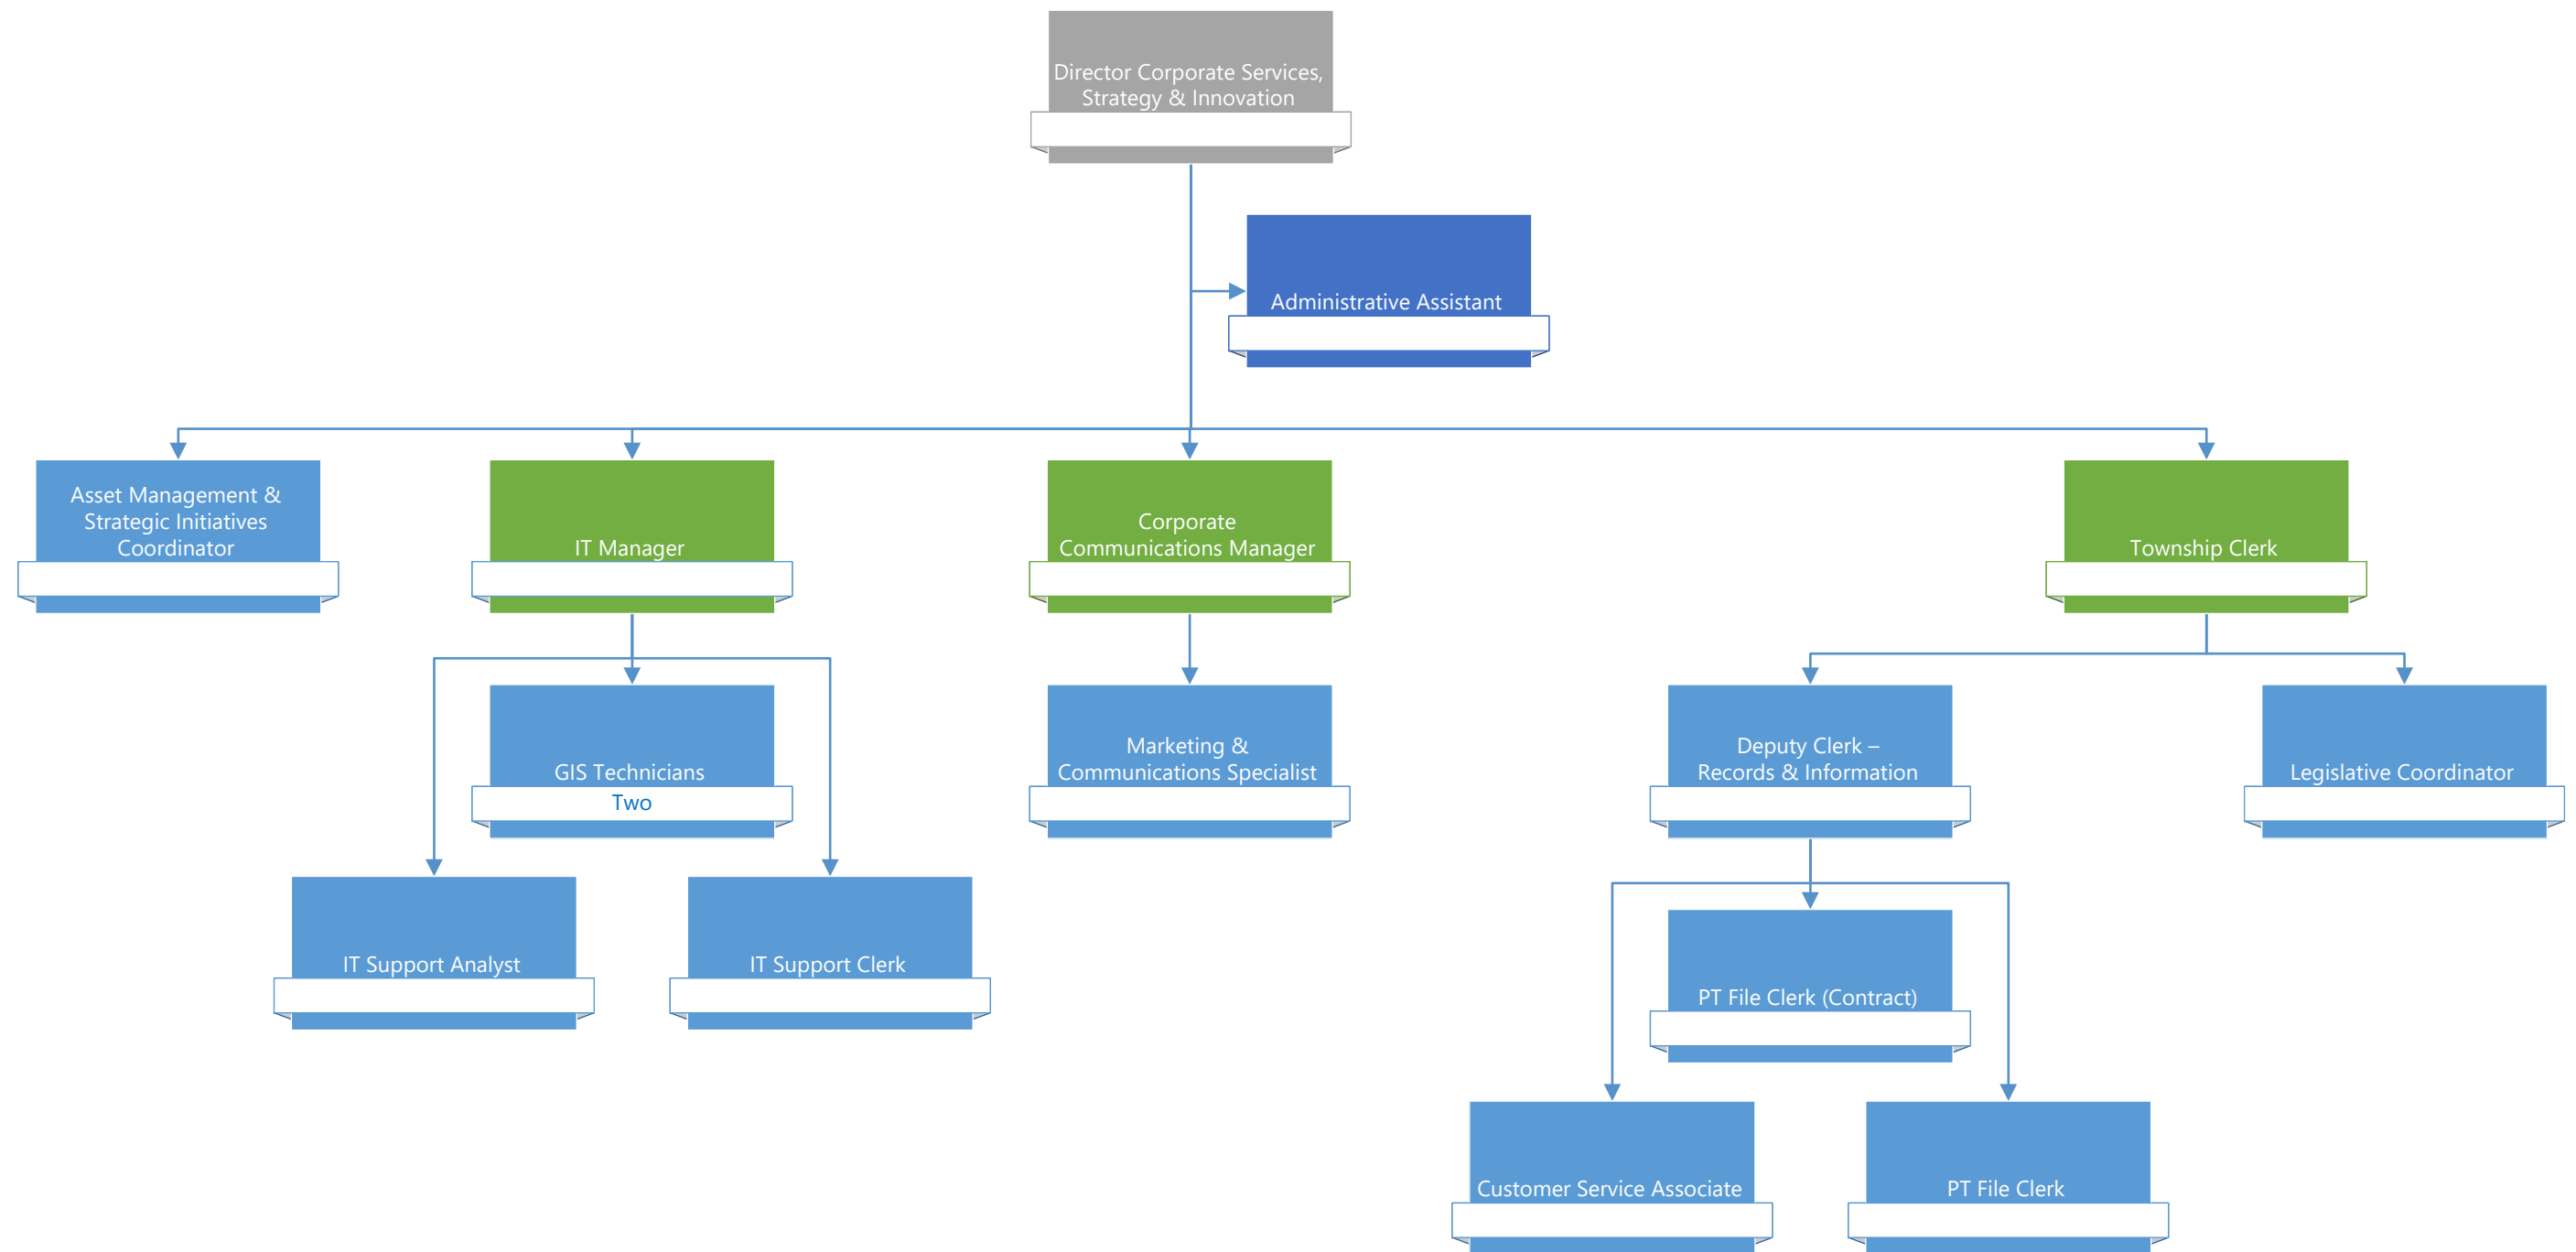 Director Corporate Services,
Strategy & Innovation
Administrative Assistant
Asset Management &
Strategic Initiatives
Coordinator
IT Manager
Corporate
Communications Manager
Township Clerk
GIS Technicians
Two
Marketing &
Communications Specialist
Deputy Clerk –
Records & Information
Legislative Coordinator
IT Support Analyst
IT Support Clerk
PT File Clerk (Contract)
Customer Service Associate
PT File Clerk